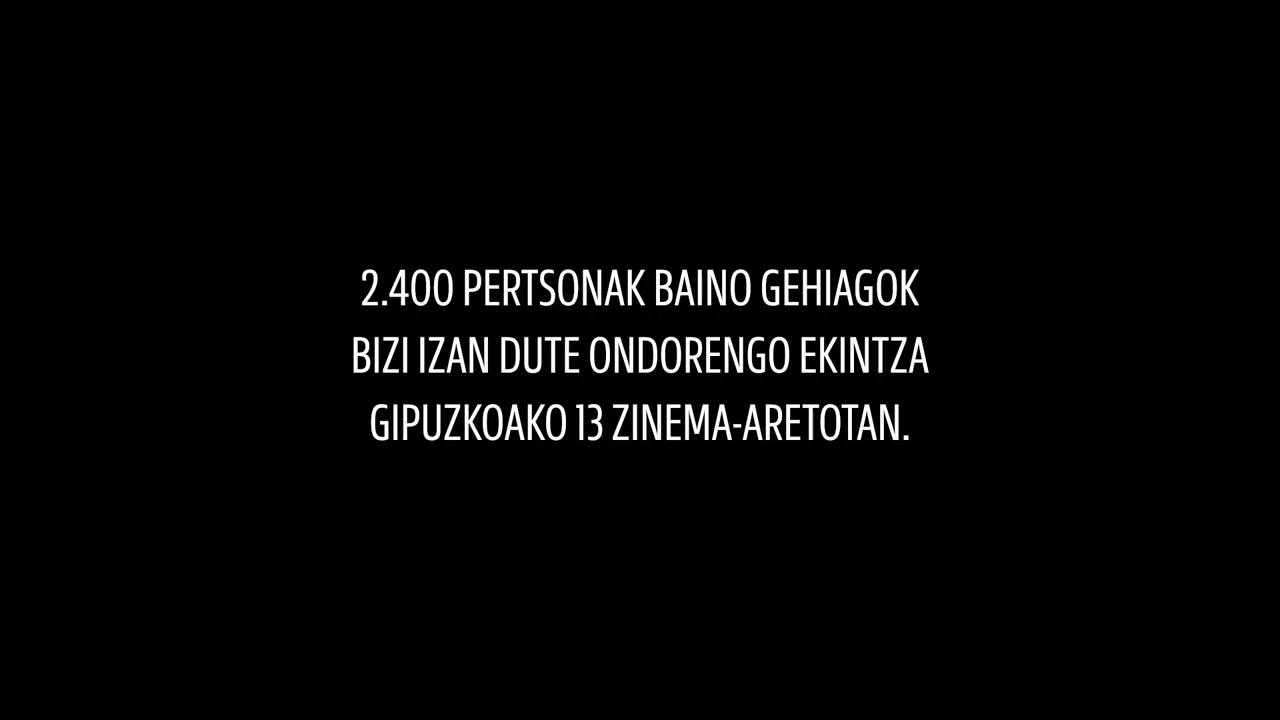 2.400 PERTSONAK BAINO GEHIAGOK
BIZI IZAN DUTE ONDORENGO EKINTZA
GIPUZKOAKO 13 ZINEMA-ARETOTAN.